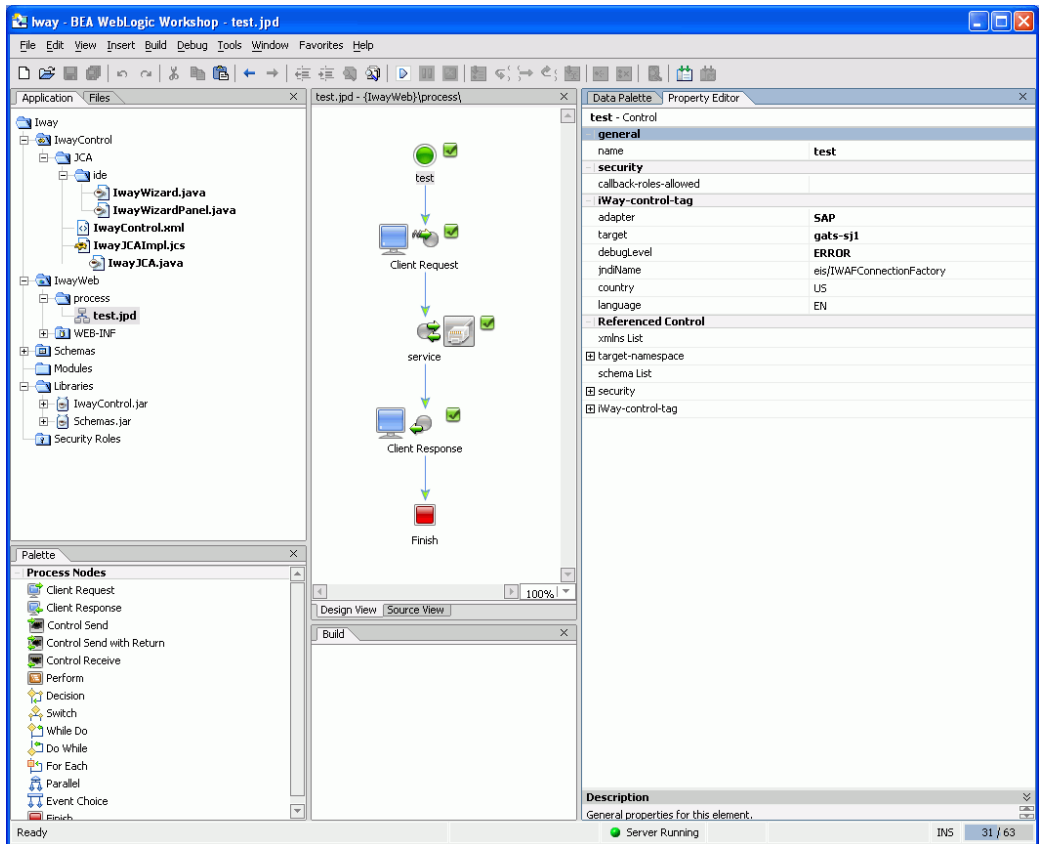 Iway - BEA WebLogic Workshop - test.jpd
File Edit View Insert Build Debug Tools Window Favorites Help
Application Files
Iway
IwayControl
JCA
ide
IwayWizard.java
IwayWizardPanel.java
IwayControl.xml
IwayJCAImpl.jcs
IwayJCA.java
IwayWeb
process
test.jpd
WEB-INF
Schemas
Modules
Libraries
IwayControl.jar
Schemas.jar
Security Roles
Palette
Process Nodes
Client Request
Client Response
Control Send
Control Send with Return
Control Receive
Perform
Decision
Switch
While Do
Do While
For Each
Parallel
Event Choice
Finish
test.jpd - {IwayWeb}\process\
test
Client Request
service
Client Response
Finish
100%
Design View Source View
Build
Data Palette Property Editor
test - Control
general
name test
security
callback-roles-allowed
iWay-control-tag
adapter SAP
target gats-sj1
debugLevel ERROR
jndiName eis/IWAFConnectionFactory
country US
language EN
Referenced Control
xmlns List
target-namespace
schema List
security
iWay-control-tag
Description
General properties for this element.
Ready Server Running INS 31 / 63